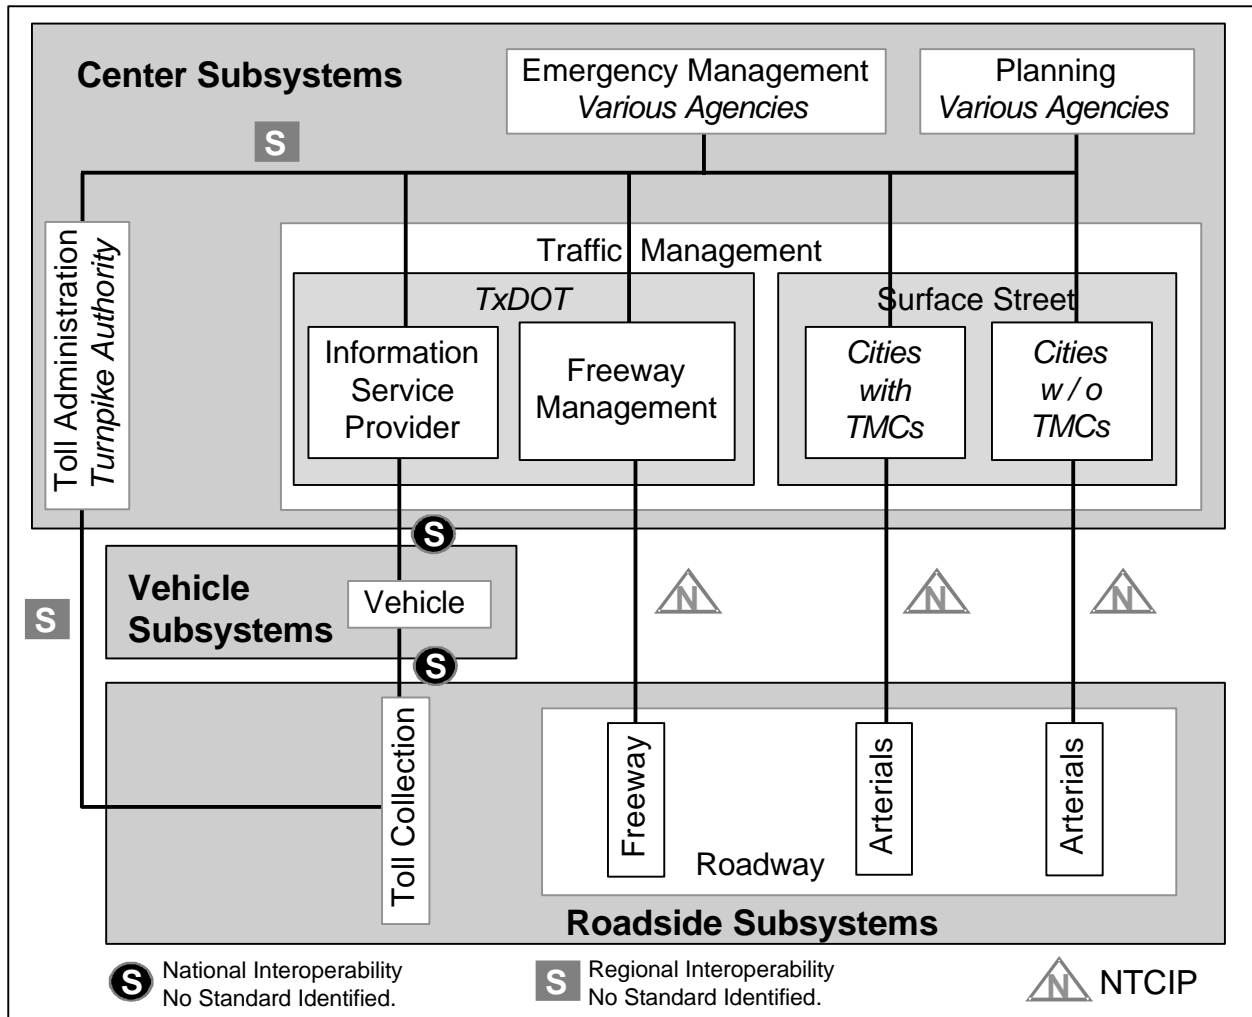 Center Subsystems
Emergency Management
Various Agencies
Planning
Various Agencies
S
Toll Administration
Turnpike Authority
Traffic Management
TxDOT
Surface Street
Information
Service
Provider
Freeway
Management
Cities
with
TMCs
Cities
w / o
TMCs
S
Vehicle
Subsystems
Vehicle
S
N
N
N
S
Toll Collection
Freeway
Arterials
Arterials
Roadway
Roadside Subsystems
S
National Interoperability
No Standard Identified.
S
Regional Interoperability
No Standard Identified.
N
NTCIP